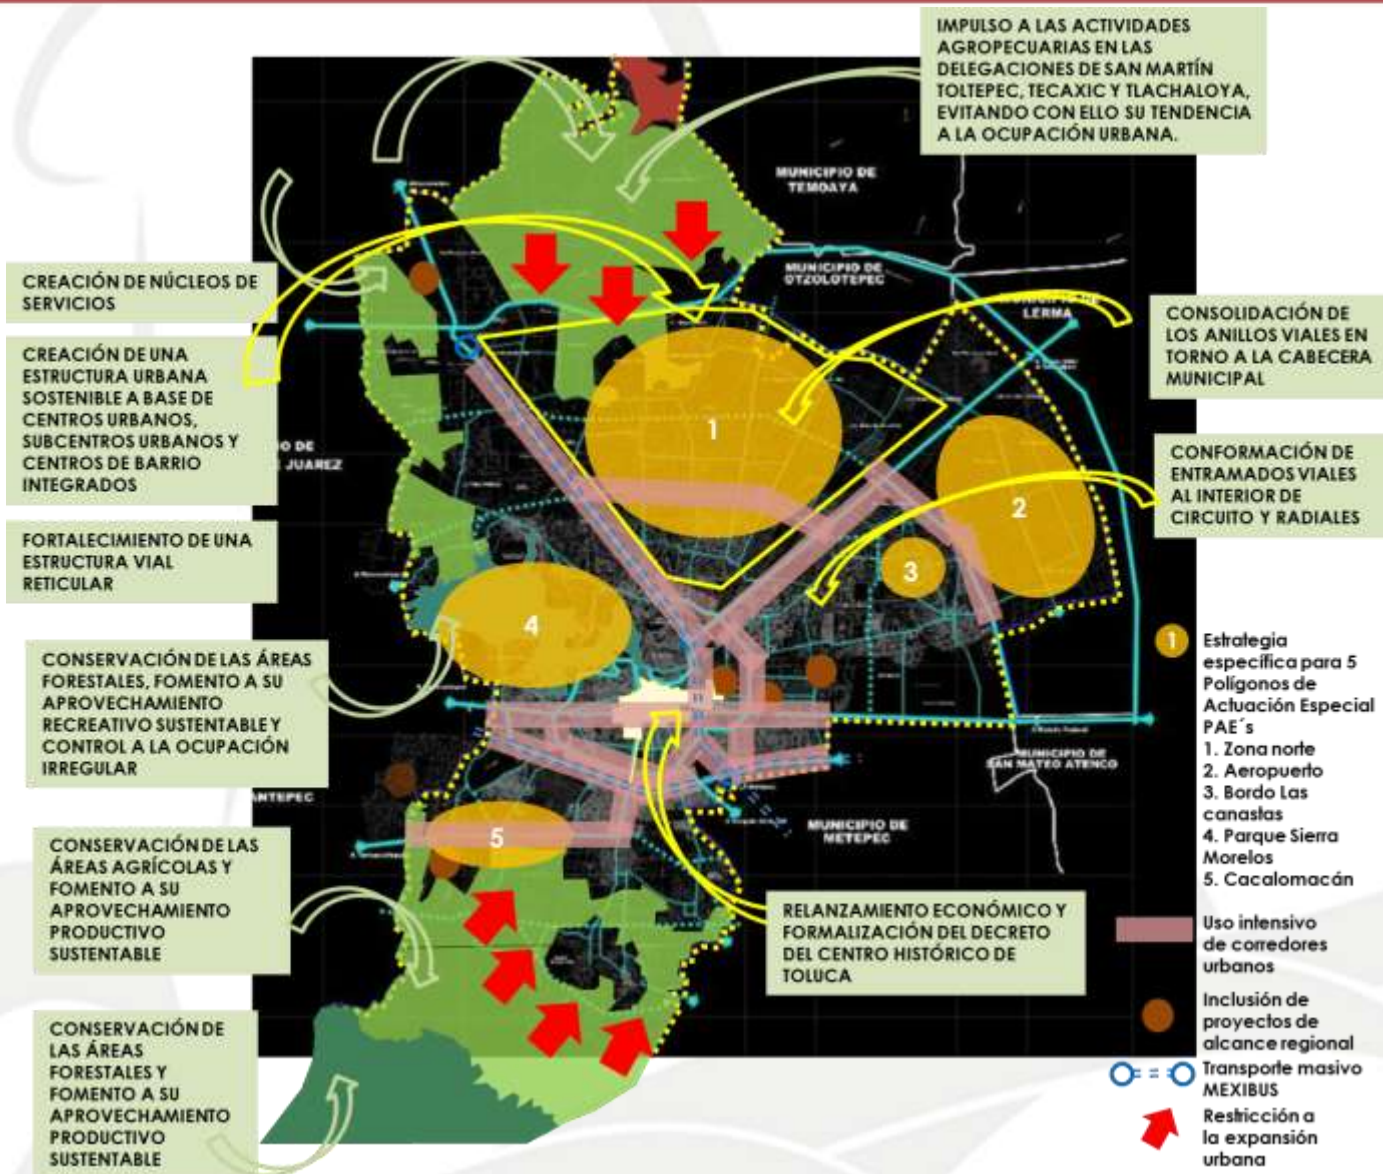 IMPULSO A LAS ACTIVIDADES
AGROPECUARIAS EN LAS
DELEGACIONES DE SAN MARTÍN
TOLTEPEC, TECAXIC Y TLACHALOYA,
EVITANDO CON ELLO SU TENDENCIA
A LA OCUPACIÓN URBANA.
MUNICIPIO DE
TEMOAYA
MUNICIPIO DE
OTZOLOTEPEC
LERMA
CREACIÓN DE NÚCLEOS DE
SERVICIOS
CREACIÓN DE UNA
ESTRUCTURA URBANA
SOSTENIBLE A BASE DE
CENTROS URBANOS,
SUBCENTROS URBANOS Y
CENTROS DE BARRIO
INTEGRADOS
IO DE
JUAREZ
FORTALECIMIENTO DE UNA
ESTRUCTURA VIAL
RETICULAR
CONSERVACIÓN DE LAS ÁREAS
FORESTALES, FOMENTO A SU
APROVECHAMIENTO
RECREATIVO SUSTENTABLE Y
CONTROL A LA OCUPACIÓN
IRREGULAR
ANTEPEC
CONSERVACIÓN DE LAS
ÁREAS AGRÍCOLAS Y
FOMENTO A SU
APROVECHAMIENTO
PRODUCTIVO
SUSTENTABLE
CONSERVACIÓN DE
LAS ÁREAS
FORESTALES Y
FOMENTO A SU
APROVECHAMIENTO
PRODUCTIVO
SUSTENTABLE
1
2
3
4
5
CONSOLIDACIÓN DE
LOS ANILLOS VIALES EN
TORNO A LA CABECERA
MUNICIPAL
CONFORMACIÓN DE
ENTRAMADOS VIALES
AL INTERIOR DE
CIRCUITO Y RADIALES
MUNICIPIO DE
SAN MATEO ATENCO
MUNICIPIO DE
METEPEC
RELANZAMIENTO ECONÓMICO Y
FORMALIZACIÓN DEL DECRETO
DEL CENTRO HISTÓRICO DE
TOLUCA
1 Estrategia
específica para 5
Polígonos de
Actuación Especial
PAE´s
1. Zona norte
2. Aeropuerto
3. Bordo Las
canastas
4. Parque Sierra
Morelos
5. Cacalomacán
Uso intensivo
de corredores
urbanos
Inclusión de
proyectos de
alcance regional
Transporte masivo
MEXIBUS
Restricción a
la expansión
urbana